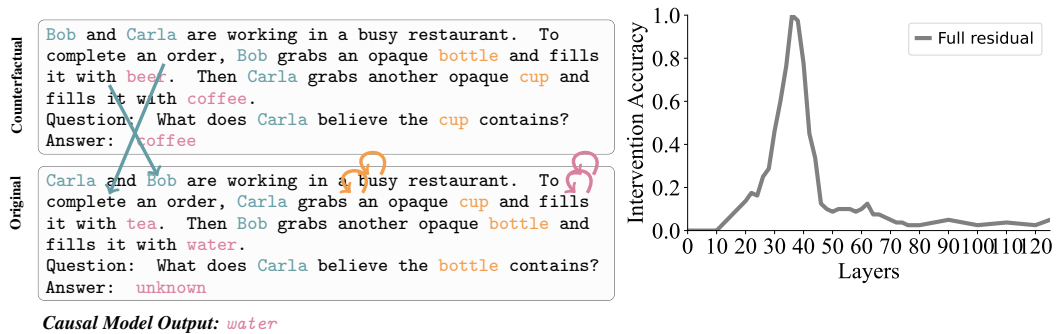 Counterfactual
Bob and Carla are working in a busy restaurant. To
complete an order, Bob grabs an opaque bottle and fills
it with beer. Then Carla grabs another opaque cup and
fills it with coffee.
Question: What does Carla believe the cup contains?
Answer: coffee
Original
Carla and Bob are working in a busy restaurant. To
complete an order, Carla grabs an opaque cup and fills
it with tea. Then Bob grabs another opaque bottle and
fills it with water.
Question: What does Carla believe the bottle contains?
Answer: unknown
Causal Model Output: water
Intervention Accuracy
1.0
0.8
0.6
0.4
0.2
0.0
Full residual
0 10 20 30 40 50 60 70 80 90 100 110 120
Layers